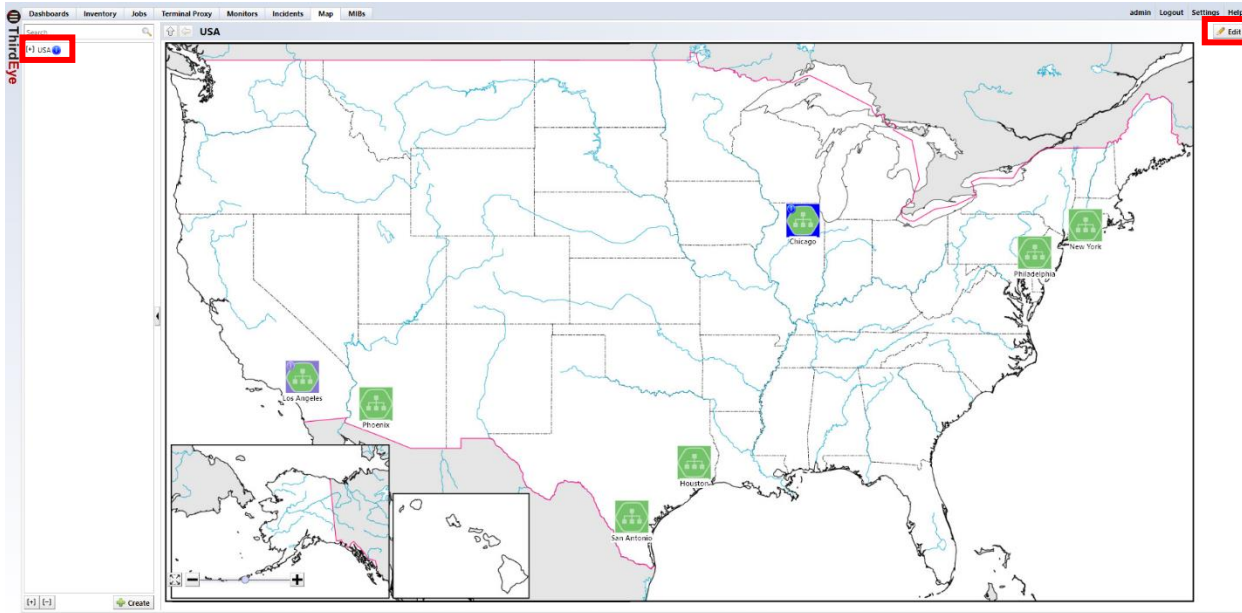 Dashboards Inventory Jobs Terminal Proxy Monitors Incidents Map MIBs
admin Logout Settings Help
ThirdEye
Search
USA
Edit
[+] USA
Chicago
New York
Philadelphia
Los Angeles
Phoenix
Houston
San Antonio
[+] [-] Create